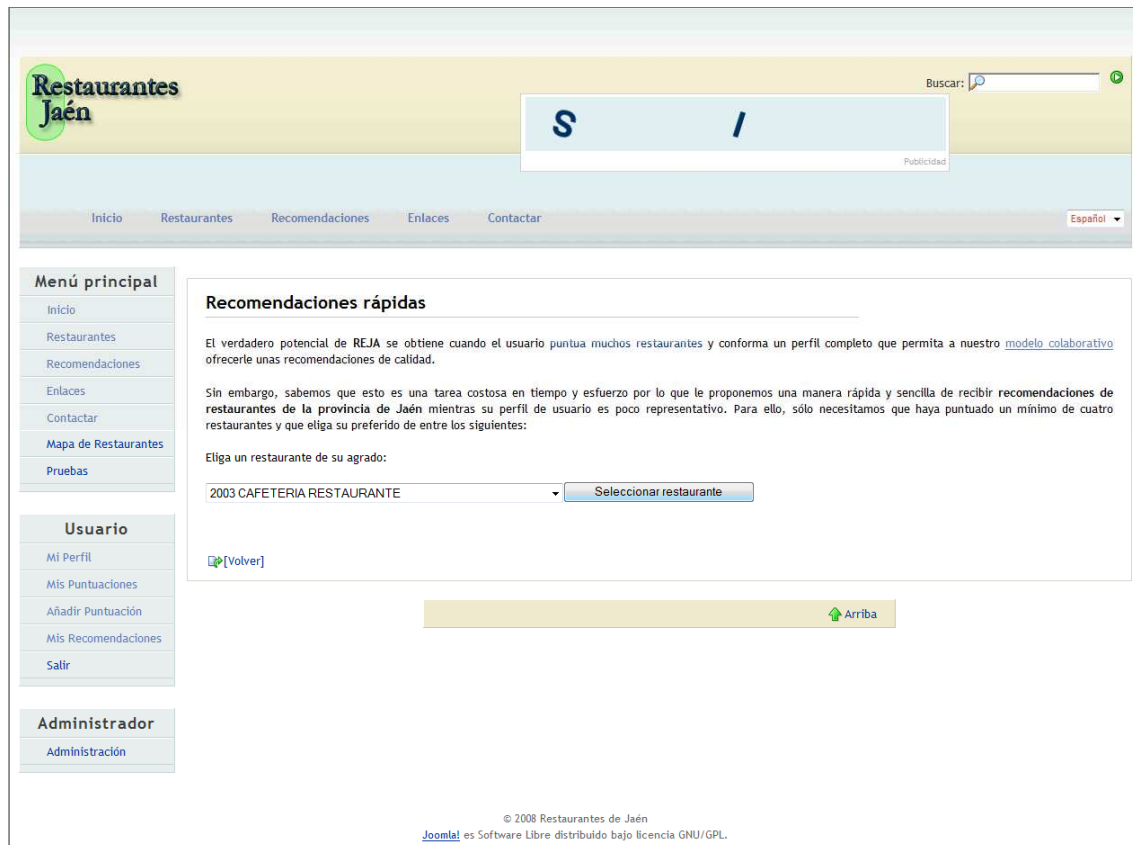 Restaurantes
Jaén
Buscar:
S I
Publicidad
Inicio Restaurantes Recomendaciones Enlaces Contactar
Español
Menú principal
Inicio
Restaurantes
Recomendaciones
Enlaces
Contactar
Mapa de Restaurantes
Pruebas
Usuario
Mi Perfil
Mis Puntuaciones
Añadir Puntuación
Mis Recomendaciones
Salir
Administrador
Administración
Recomendaciones rápidas
El verdadero potencial de REJA se obtiene cuando el usuario puntua muchos restaurantes y conforma un perfil completo que permita a nuestro modelo colaborativo
ofrecerle unas recomendaciones de calidad.
Sin embargo, sabemos que esto es una tarea costosa en tiempo y esfuerzo por lo que le proponemos una manera rápida y sencilla de recibir recomendaciones de
restaurantes de la provincia de Jaén mientras su perfil de usuario es poco representativo. Para ello, sólo necesitamos que haya puntuado un mínimo de cuatro
restaurantes y que eliga su preferido de entre los siguientes:
Eliga un restaurante de su agrado:
2003 CAFETERIA RESTAURANTE Seleccionar restaurante
[Volver]
Arriba
© 2008 Restaurantes de Jaén
Joomla! es Software Libre distribuido bajo licencia GNU/GPL.